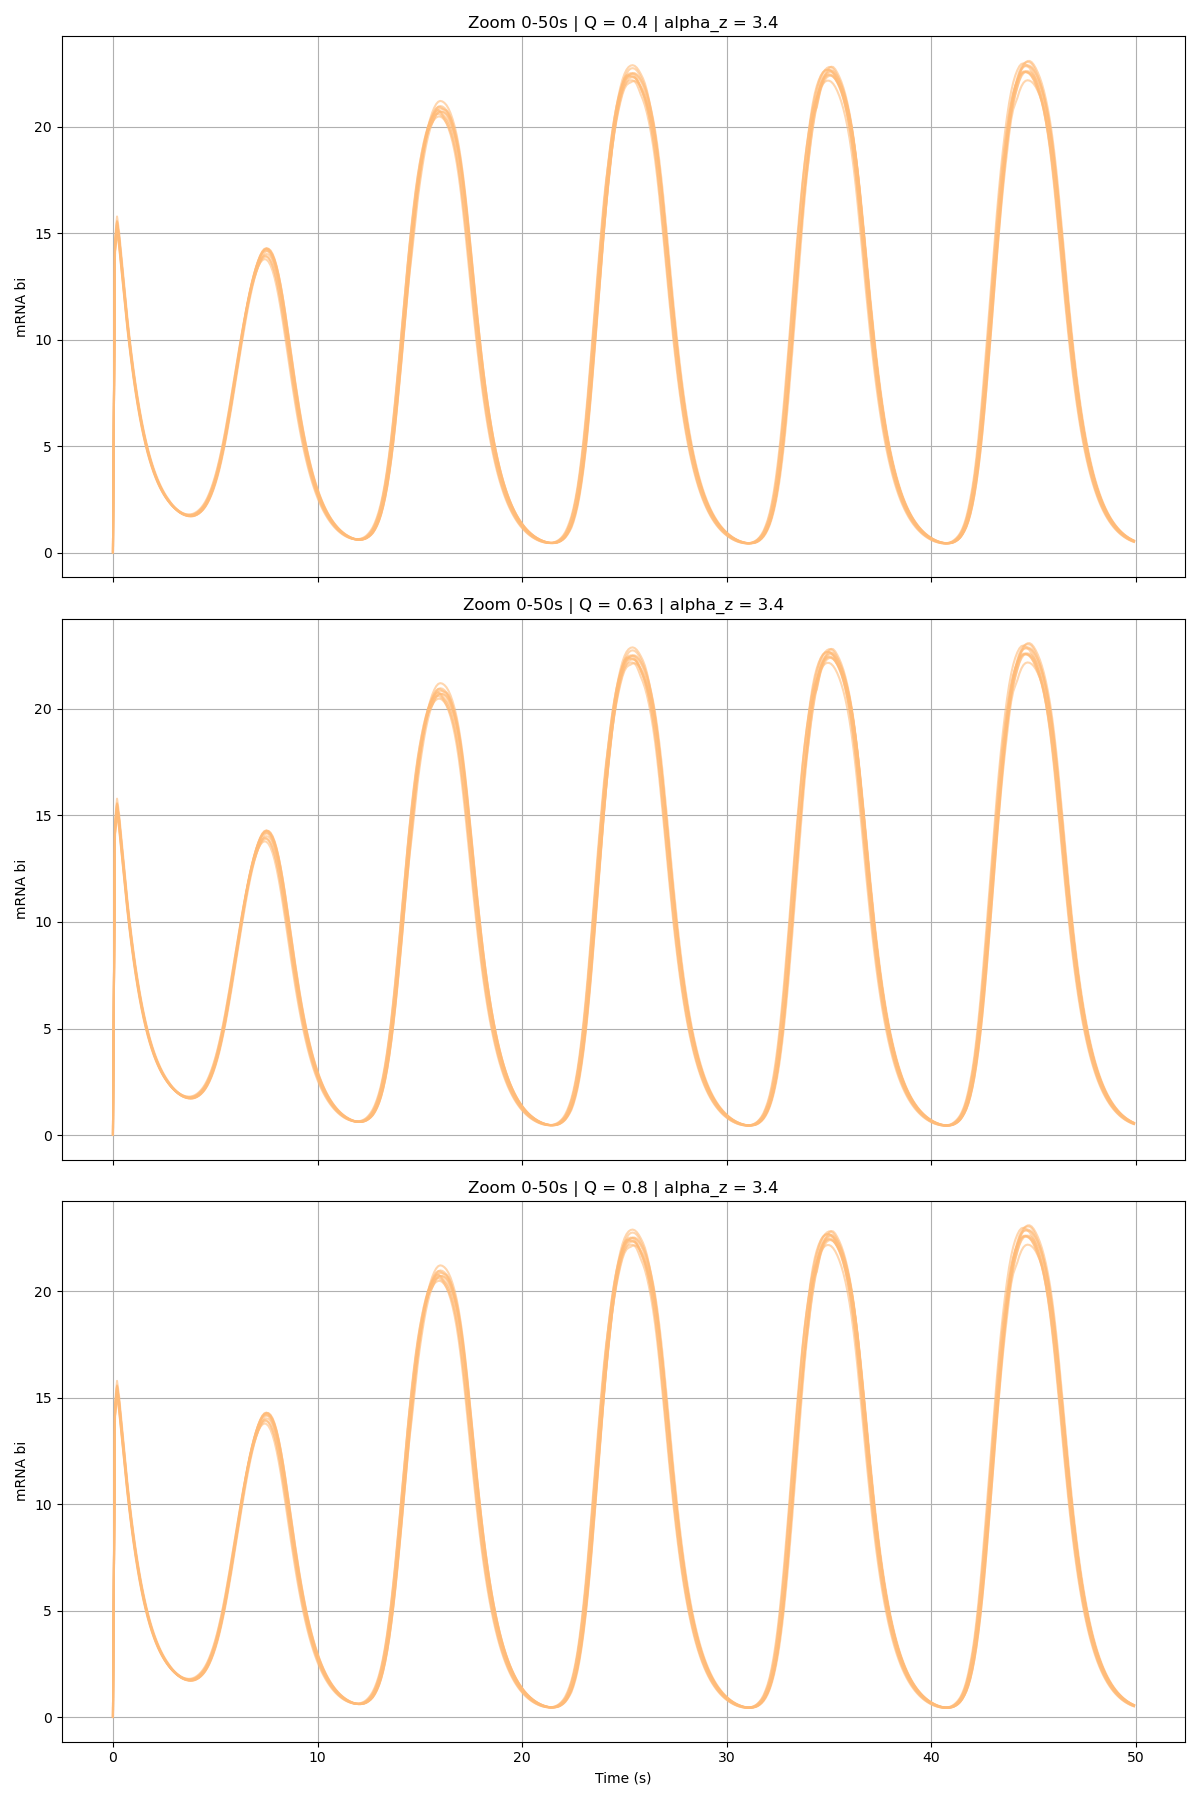 Zoom 0-50s | Q = 0.4 | alpha_z = 3.4
20
15
10
5
0
mRNA bi
Zoom 0-50s | Q = 0.63 | alpha_z = 3.4
20
15
10
5
0
mRNA bi
Zoom 0-50s | Q = 0.8 | alpha_z = 3.4
20
15
10
5
0
mRNA bi
0 10 20 30 40 50
Time (s)